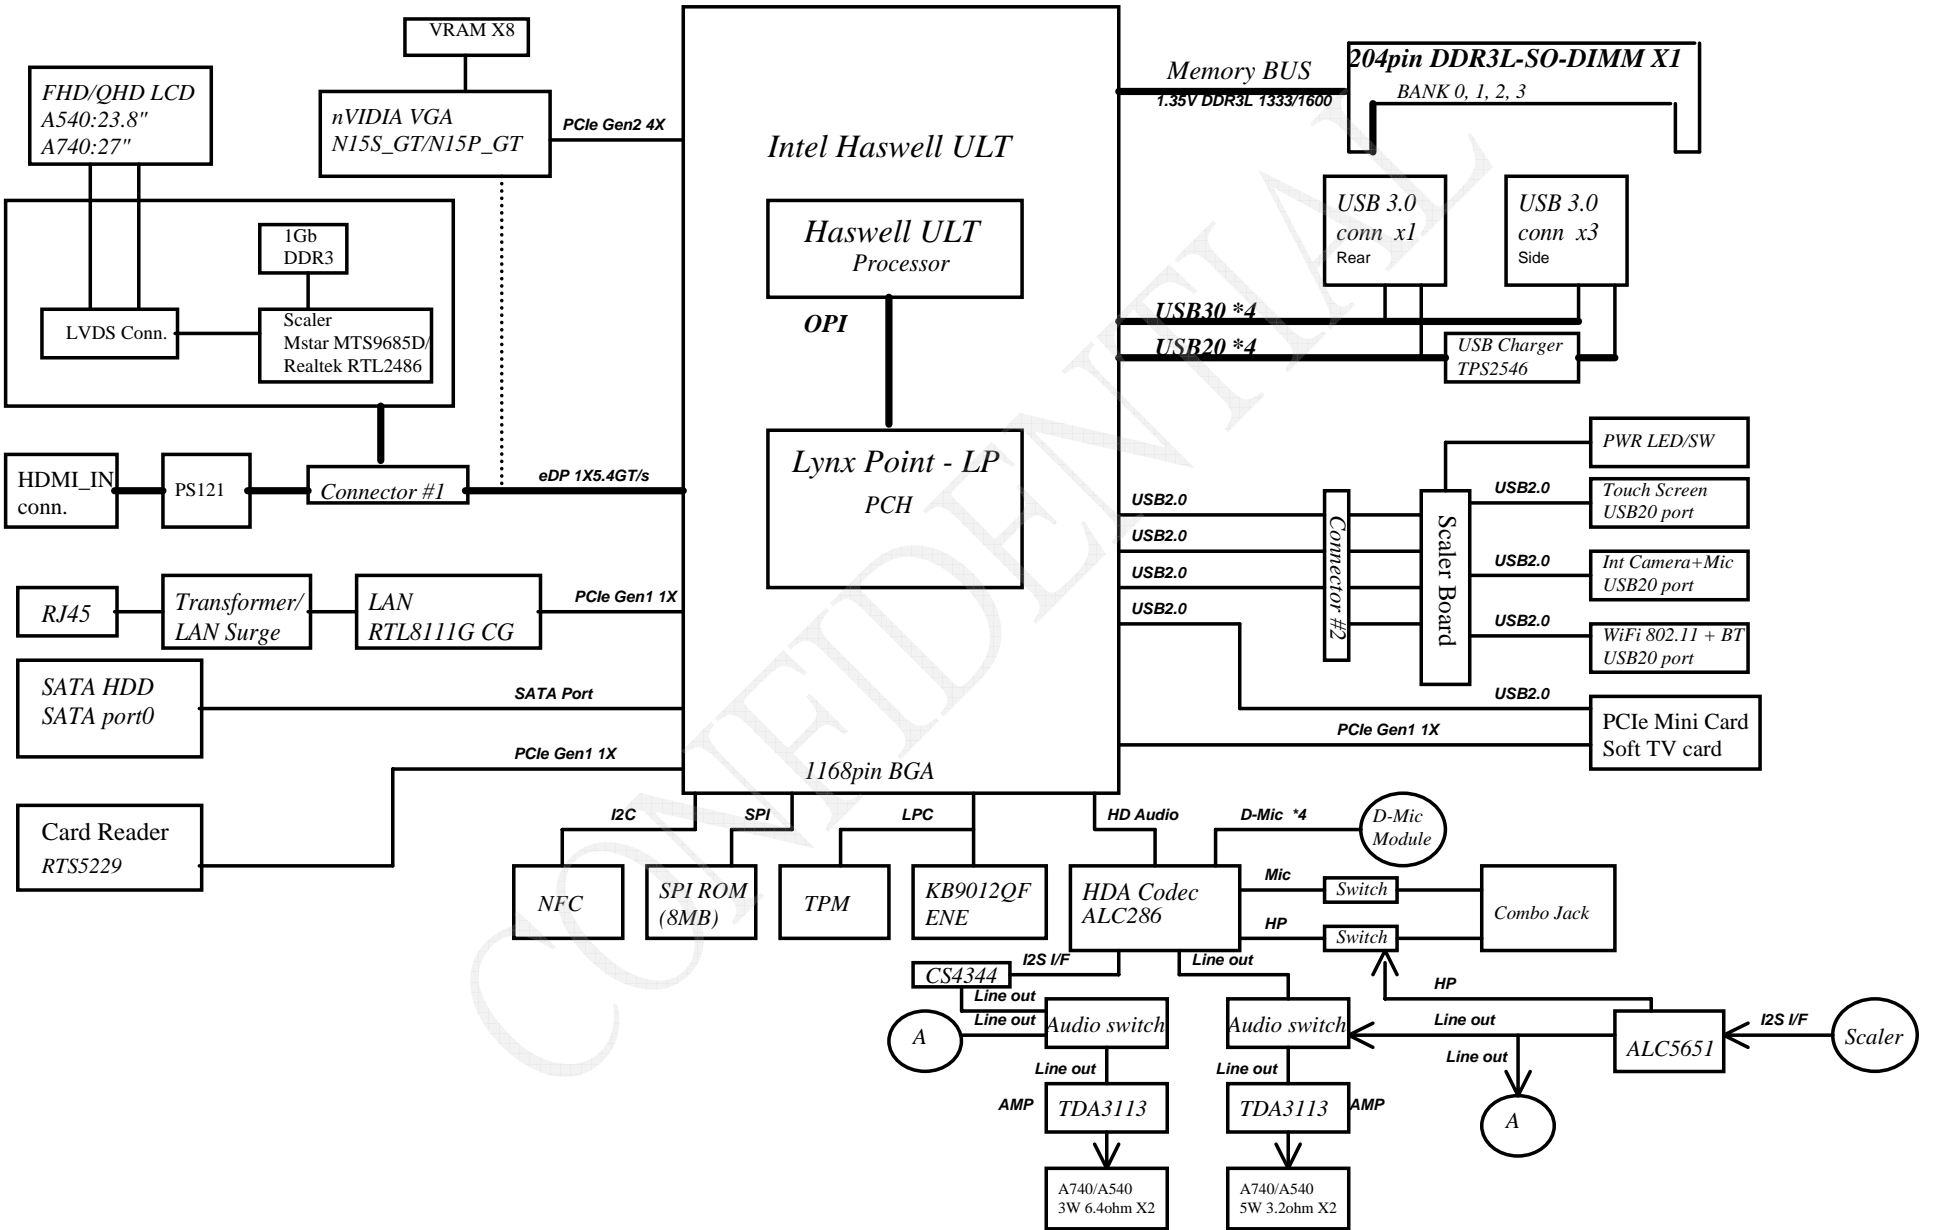 VRAM X8
FHD/QHD LCD
A540:23.8"
A740:27"
nVIDIA VGA
N15S_GT/N15P_GT
PCIe Gen2 4X
1Gb
DDR3
LVDS Conn.
Scaler
Mstar MTS9685D/
Realtek RTL2486
HDMI_IN
conn.
PS121
Connector #1
eDP 1X5.4GT/s
RJ45
Transformer/
LAN Surge
LAN
RTL8111G CG
PCIe Gen1 1X
SATA HDD
SATA port0
SATA Port
PCIe Gen1 1X
Card Reader
RTS5229
Intel Haswell ULT
Haswell ULT
Processor
OPI
Lynx Point - LP
PCH
1168pin BGA
CONFIDENTIAL
Memory BUS
1.35V DDR3L 1333/1600
204pin DDR3L-SO-DIMM X1
BANK 0, 1, 2, 3
USB 3.0
conn x1
Rear
USB 3.0
conn x3
Side
USB30 *4
USB20 *4
USB Charger
TPS2546
USB2.0
USB2.0
USB2.0
USB2.0
Connector #2
Scaler Board
PWR LED/SW
USB2.0
Touch Screen
USB20 port
USB2.0
Int Camera+Mic
USB20 port
USB2.0
WiFi 802.11 + BT
USB20 port
USB2.0
PCIe Gen1 1X
PCIe Mini Card
Soft TV card
I2C
SPI
LPC
HD Audio
D-Mic *4
D-Mic
Module
NFC
SPI ROM
(8MB)
TPM
KB9012QF
ENE
HDA Codec
ALC286
Mic
Switch
HP
Switch
Combo Jack
CS4344
I2S I/F
Line out
HP
Line out
Line out
A
Audio switch
Audio switch
Line out
ALC5651
I2S I/F
Scaler
Line out
Line out
Line out
AMP
TDA3113
TDA3113
AMP
A
A740/A540
3W 6.4ohm X2
A740/A540
5W 3.2ohm X2